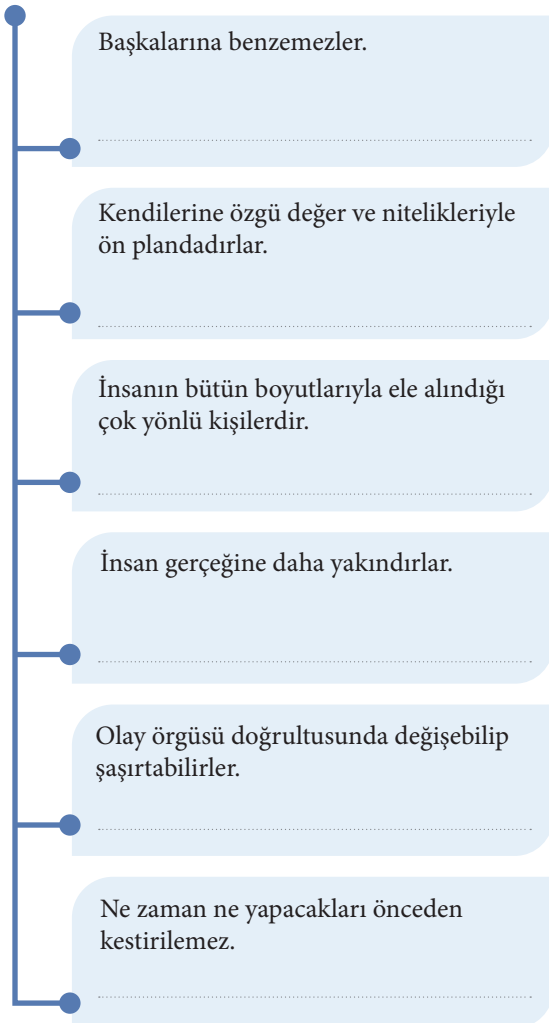 Başkalarına benzemezler.
Kendilerine özgü değer ve nitelikleriyle
ön plandadırlar.
İnsanın bütün boyutlarıyla ele alındığı
çok yönlü kişilerdir.
İnsan gerçeğine daha yakındırlar.
Olay örgüsü doğrultusunda değişebilip
şaşırtabilirler.
Ne zaman ne yapacakları önceden
kestirilemez.